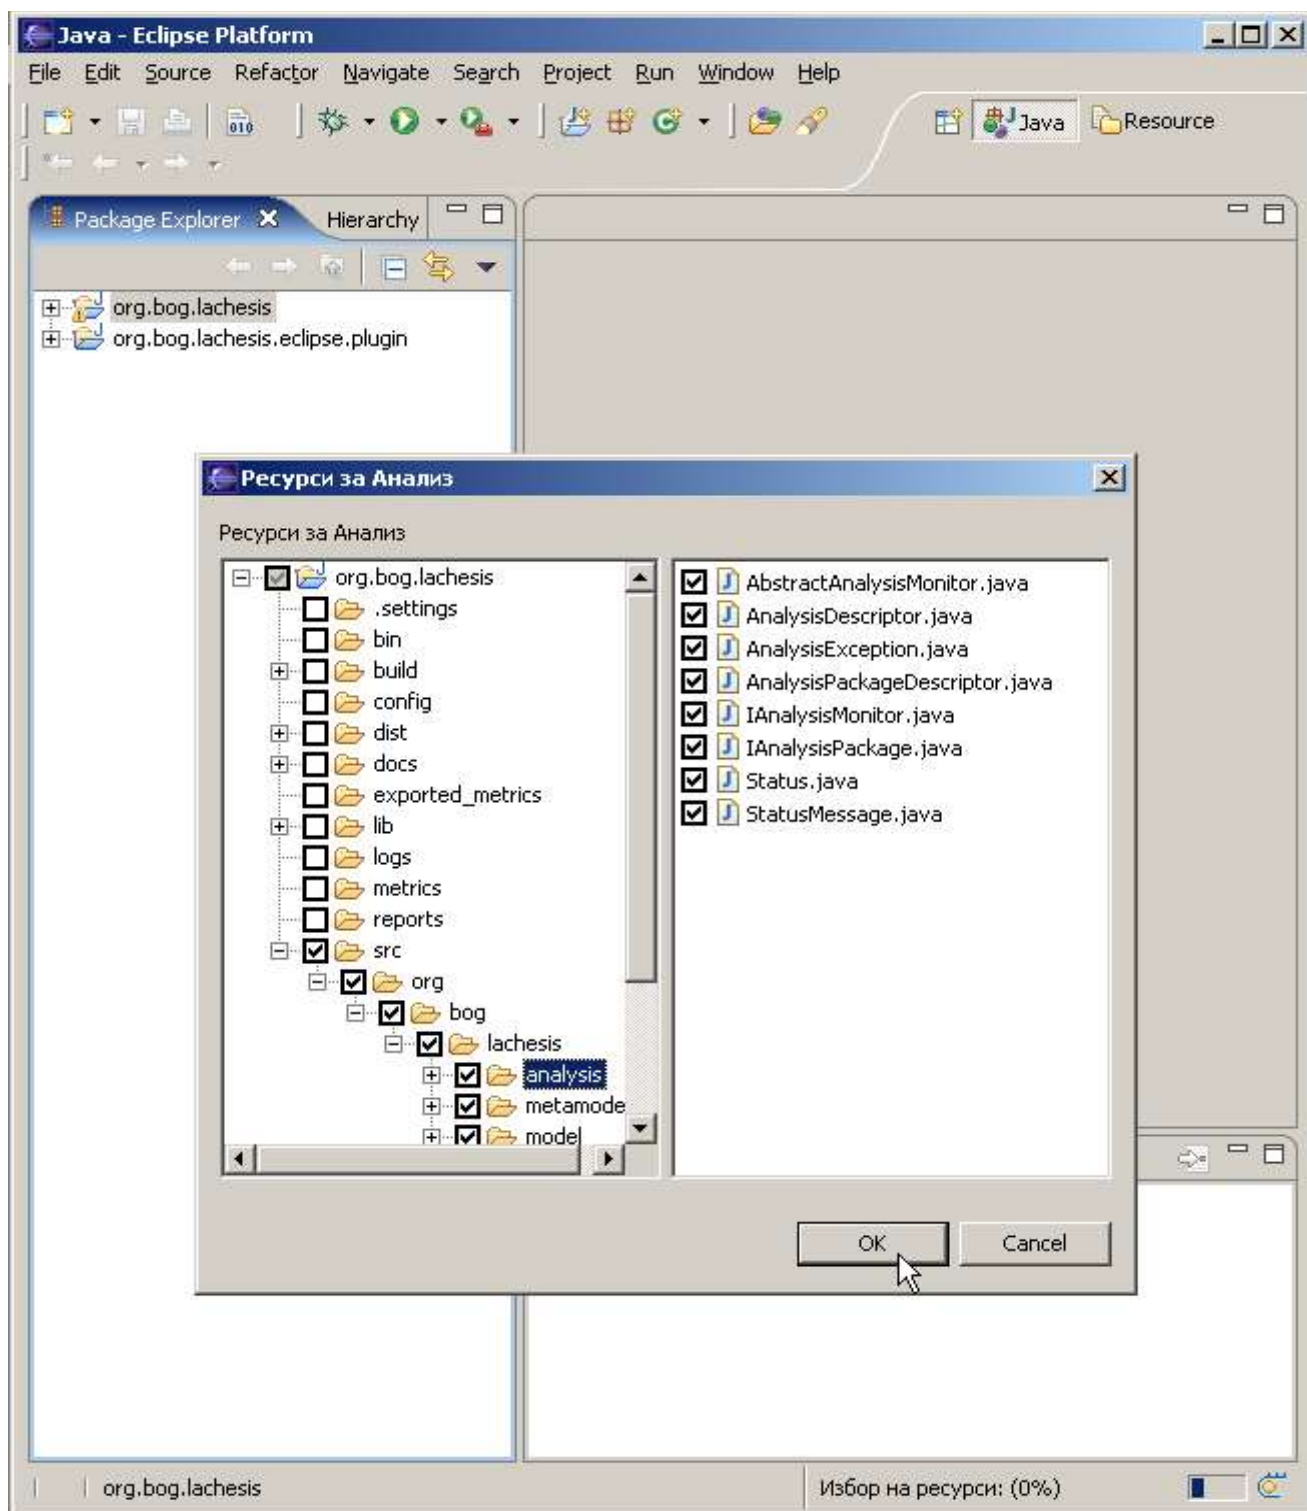 Java - Eclipse Platform
File Edit Source Refactor Navigate Search Project Run Window Help
010
Java Resource
Package Explorer Hierarchy
org.bog.lachesis
org.bog.lachesis.eclipse.plugin
Ресурси за Анализ
Ресурси за Анализ
org.bog.lachesis
.settings
bin
build
config
dist
docs
exported_metrics
lib
logs
metrics
reports
src
org
bog
lachesis
analysis
metamode
model
AbstractAnalysisMonitor.java
AnalysisDescriptor.java
AnalysisException.java
AnalysisPackageDescriptor.java
IAnalysisMonitor.java
IAnalysisPackage.java
Status.java
StatusMessage.java
OK Cancel
org.bog.lachesis
Избор на ресурси: (0%)